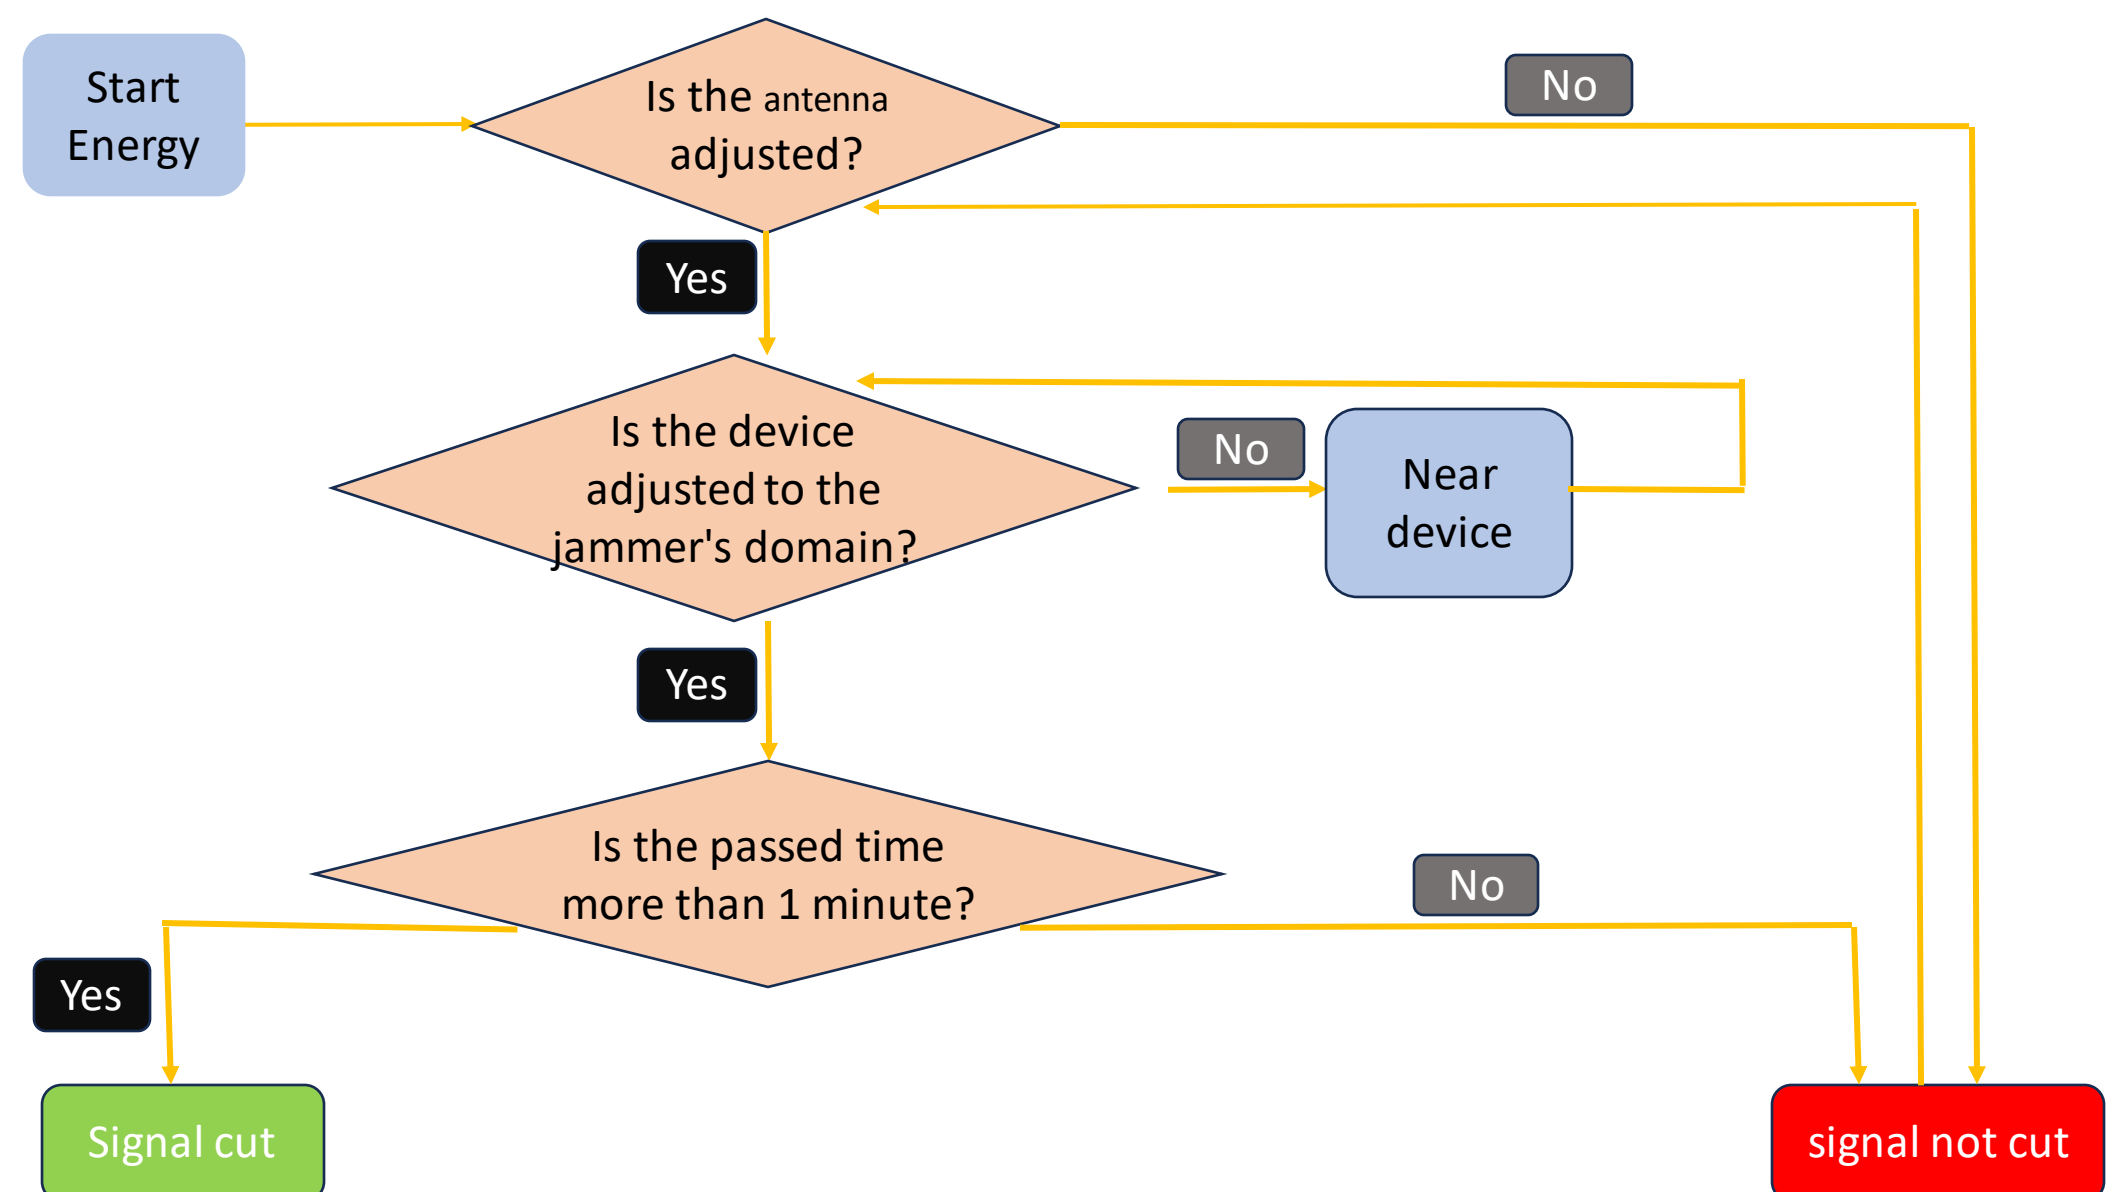 Start
Energy
Is the antenna
adjusted?
No
Yes
Is the device
adjusted to the
jammer's domain?
No
Near
device
Yes
Is the passed time
more than 1 minute?
No
Yes
Signal cut
signal not cut